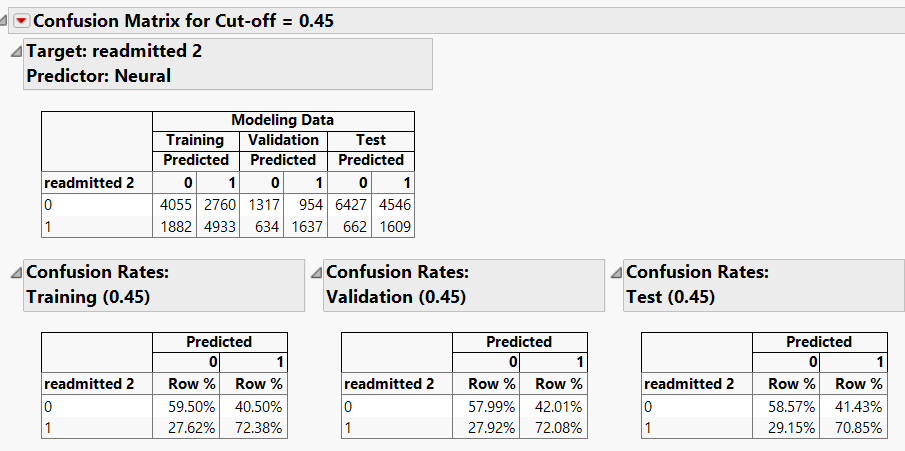 Confusion Matrix for Cut-off = 0.45
Target: readmitted 2
Predictor: Neural
Modeling Data
Training Validation Test
Predicted Predicted Predicted
readmitted 2 0 1 0 1 0 1
0 4055 2760 1317 954 6427 4546
1 1882 4933 634 1637 662 1609
Confusion Rates:
Training (0.45)
Predicted
0 1
readmitted 2 Row % Row %
0 59.50% 40.50%
1 27.62% 72.38%
Confusion Rates:
Validation (0.45)
Predicted
0 1
readmitted 2 Row % Row %
0 57.99% 42.01%
1 27.92% 72.08%
Confusion Rates:
Test (0.45)
Predicted
0 1
readmitted 2 Row % Row %
0 58.57% 41.43%
1 29.15% 70.85%